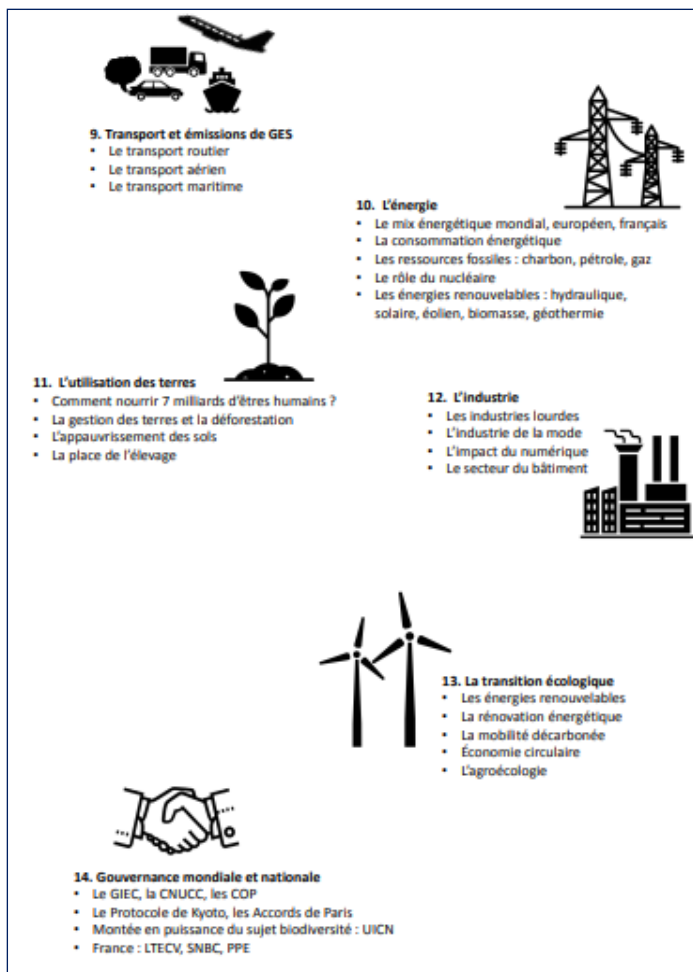 9. Transport et émissions de GES
• Le transport routier
• Le transport aérien
• Le transport maritime
10. L'énergie
• Le mix énergétique mondial, européen, français
• La consommation énergétique
• Les ressources fossiles : charbon, pétrole, gaz
• Le rôle du nucléaire
• Les énergies renouvelables : hydraulique,
solaire, éolien, biomasse, géothermie
11. L'utilisation des terres
• Comment nourrir 7 milliards d'êtres humains ?
• La gestion des terres et la déforestation
• L'appauvrissement des sols
• La place de l'élevage
12. L'industrie
• Les industries lourdes
• L'industrie de la mode
• L'impact du numérique
• Le secteur du bâtiment
13. La transition écologique
• Les énergies renouvelables
• La rénovation énergétique
• La mobilité décarbonée
• Économie circulaire
• L'agroécologie
14. Gouvernance mondiale et nationale
• Le GIEC, la CNUCC, les COP
• Le Protocole de Kyoto, les Accords de Paris
• Montée en puissance du sujet biodiversité : UICN
• France : LTECV, SNBC, PPE